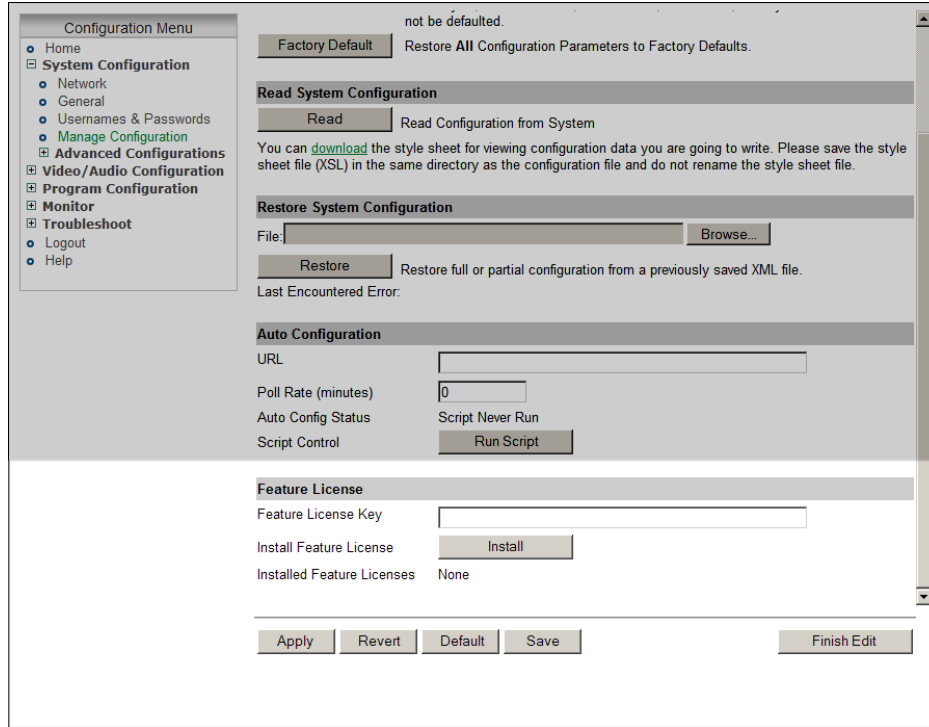 Configuration Menu
Home
System Configuration
Network
General
Usernames & Passwords
Manage Configuration
Advanced Configurations
Video/Audio Configuration
Program Configuration
Monitor
Troubleshoot
Logout
Help
not be defaulted.
Factory Default Restore All Configuration Parameters to Factory Defaults.
Read System Configuration
Read Read Configuration from System
You can download the style sheet for viewing configuration data you are going to write. Please save the style
sheet file (XSL) in the same directory as the configuration file and do not rename the style sheet file.
Restore System Configuration
File: Browse...
Restore Restore full or partial configuration from a previously saved XML file.
Last Encountered Error:
Auto Configuration
URL
Poll Rate (minutes) 0
Auto Config Status Script Never Run
Script Control Run Script
Feature License
Feature License Key
Install Feature License Install
Installed Feature Licenses None
Apply Revert Default Save Finish Edit